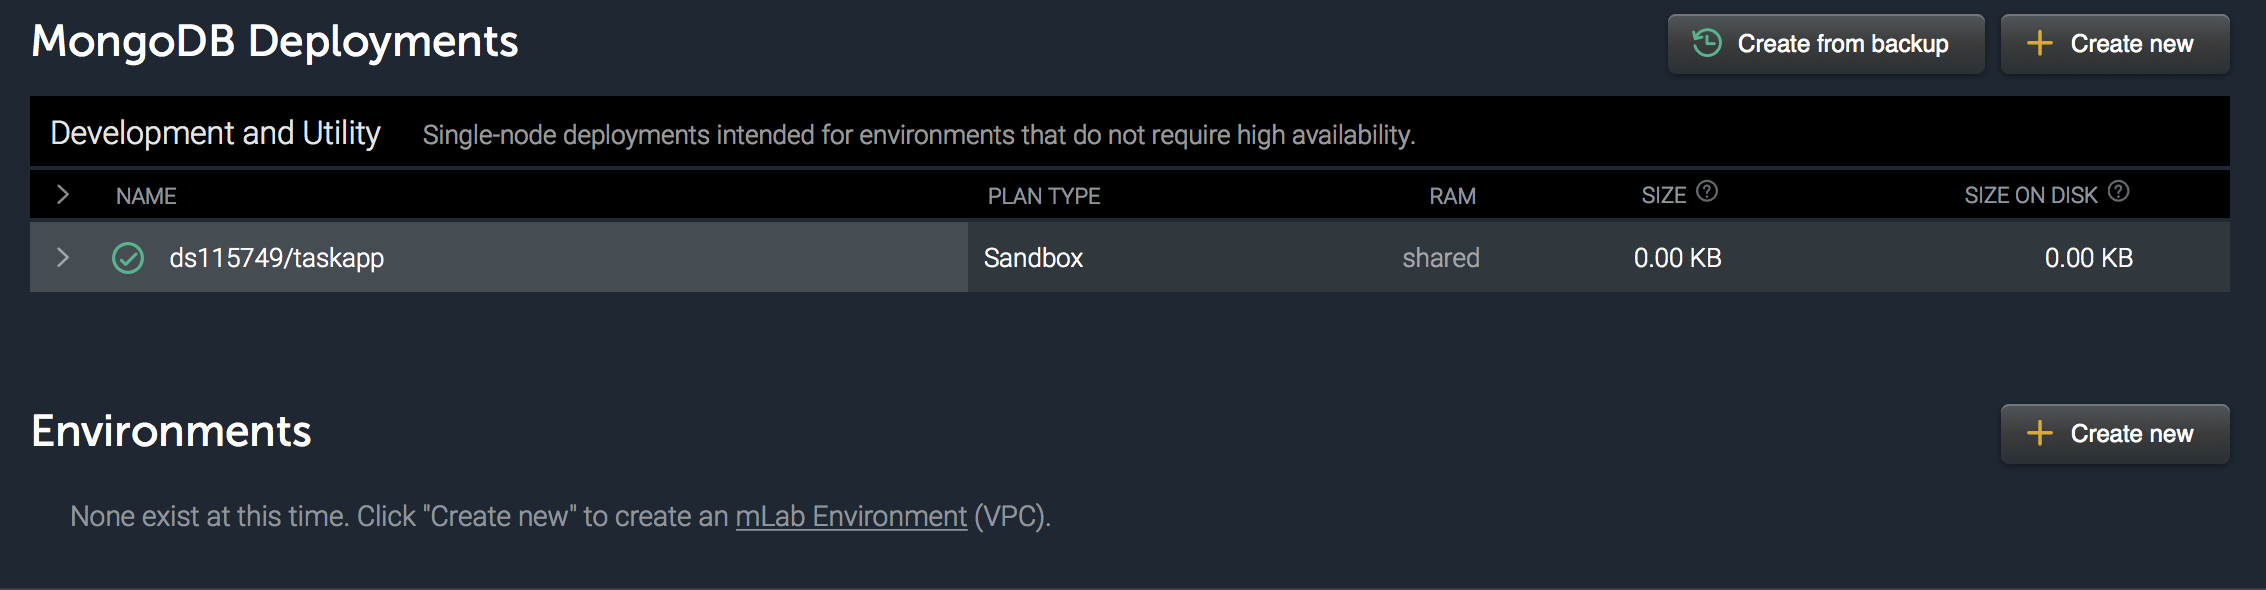 MongoDB Deployments
Create from backup
Create new
Development and Utility Single-node deployments intended for environments that do not require high availability.
NAME PLAN TYPE RAM SIZE SIZE ON DISK
ds115749/taskapp Sandbox shared 0.00 KB 0.00 KB
Environments
Create new
None exist at this time. Click "Create new" to create an mLab Environment (VPC).